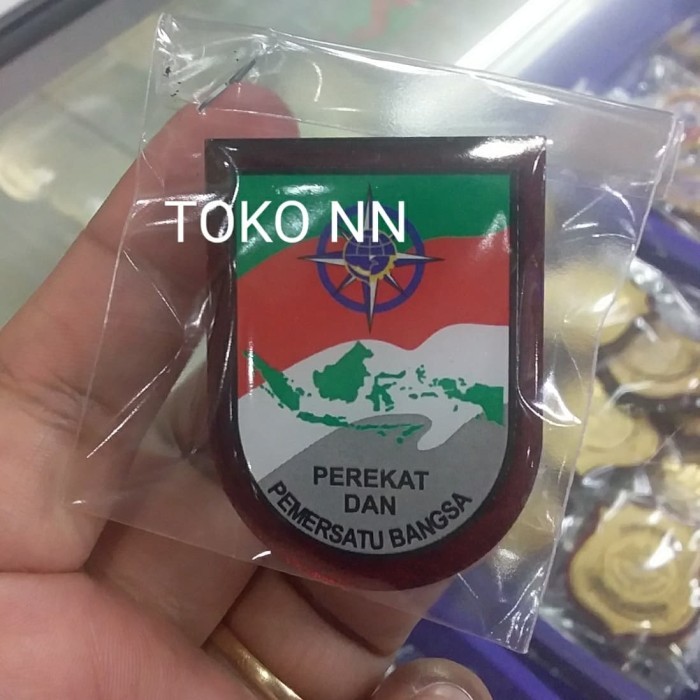 TOKO NN
PEREKAT
DAN
PEMERSATU BANGSA